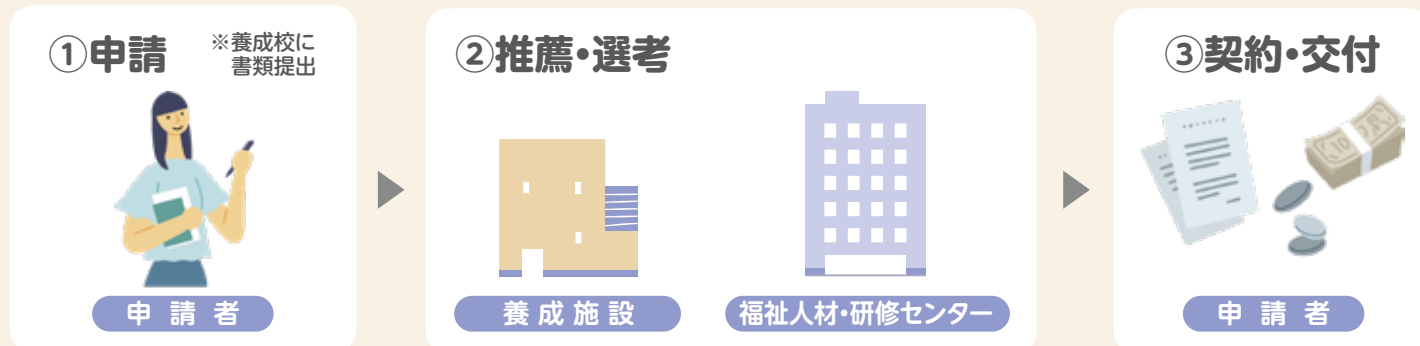 ①申請
※養成校に
書類提出
申請者
②推薦・選考
養成施設
福祉人材・研修センター
③契約・交付
申請者